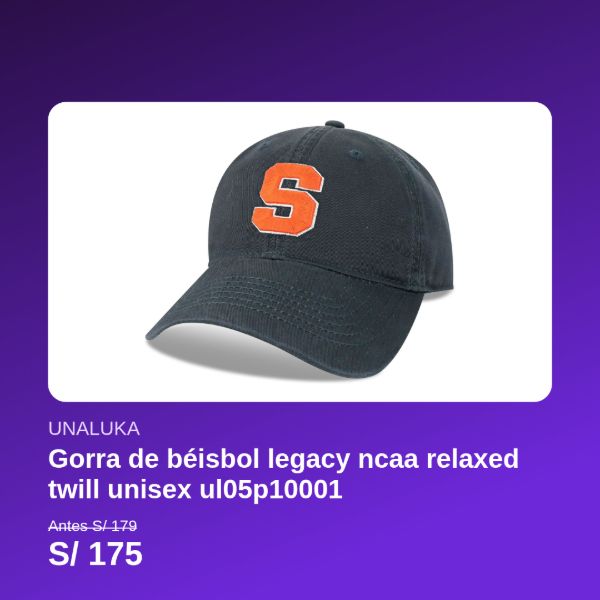 S
UNALUKA
Gorra de béisbol legacy ncaa relaxed
twill unisex ul05p10001
Antes S/ 179
S/ 175